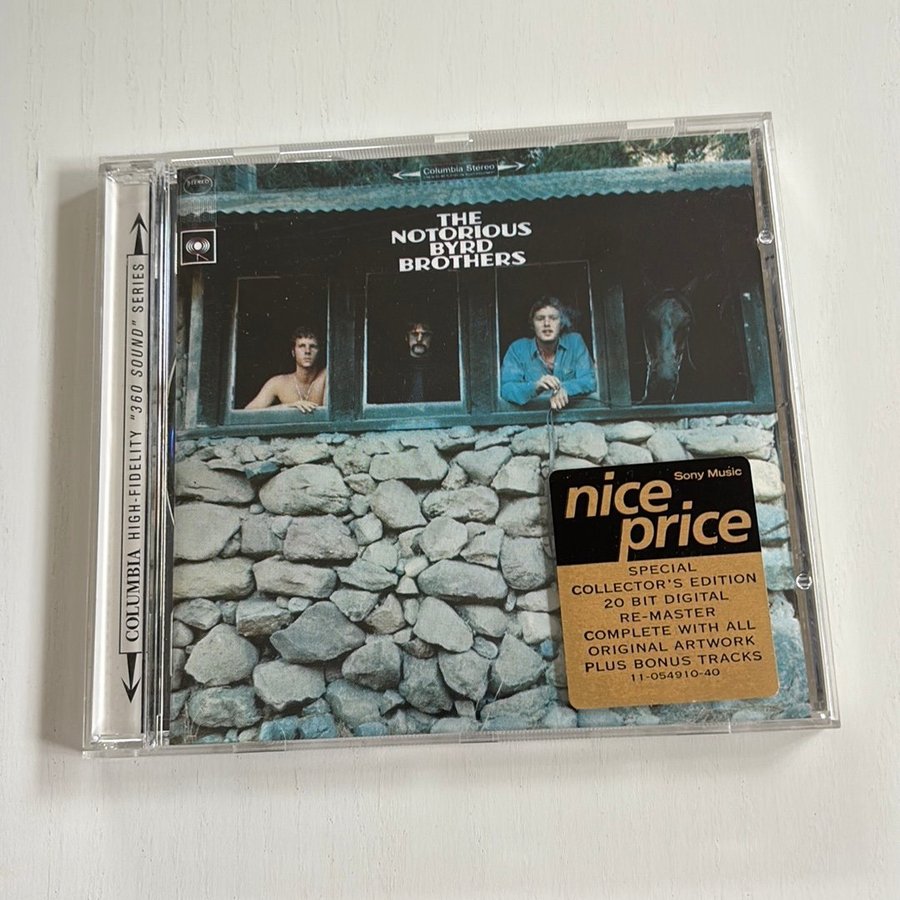 STEREO
Columbia Stereo
THE
NOTORIOUS
BYRD
BROTHERS
COLUMBIA HIGH-FIDELITY "360 SOUND" SERIES
Sony Music
nice
price
SPECIAL
COLLECTOR'S EDITION
20 BIT DIGITAL
RE-MASTER
COMPLETE WITH ALL
ORIGINAL ARTWORK
PLUS BONUS TRACKS
11-054910-40